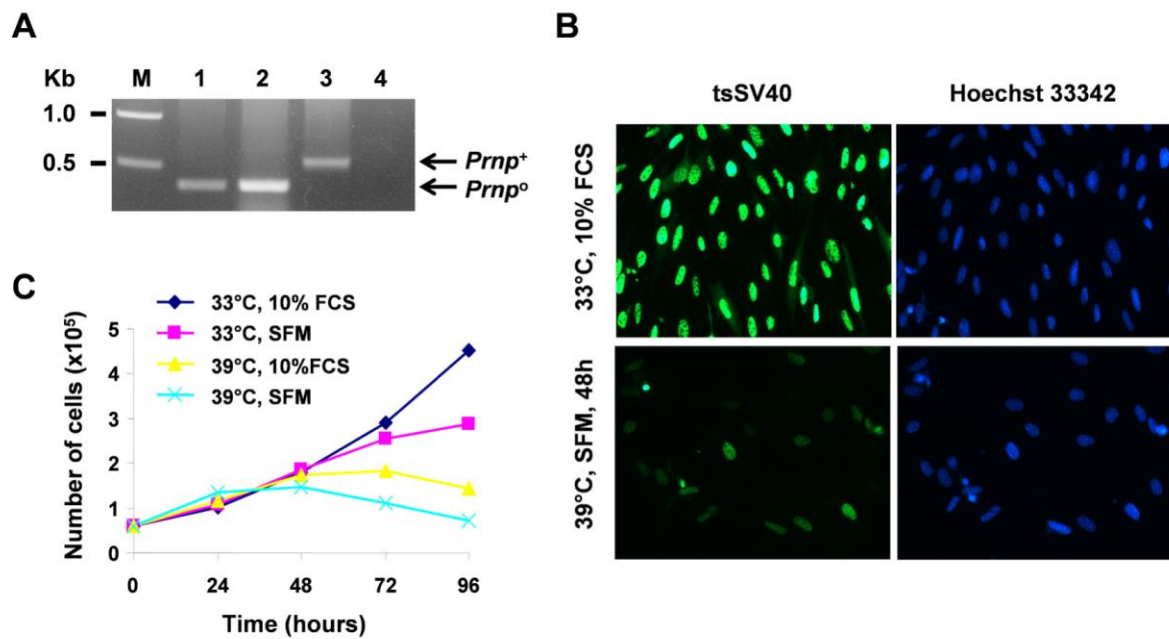 A
Kb M 1 2 3 4
1.0
0.5
Prnp⁺
Prnp⁰
B
tsSV40 Hoechst 33342
33°C, 10% FCS
39°C, SFM, 48h
C
33°C, 10% FCS
33°C, SFM
39°C, 10%FCS
39°C, SFM
Number of cells (x10⁵)
5
4
3
2
1
0
0 24 48 72 96
Time (hours)